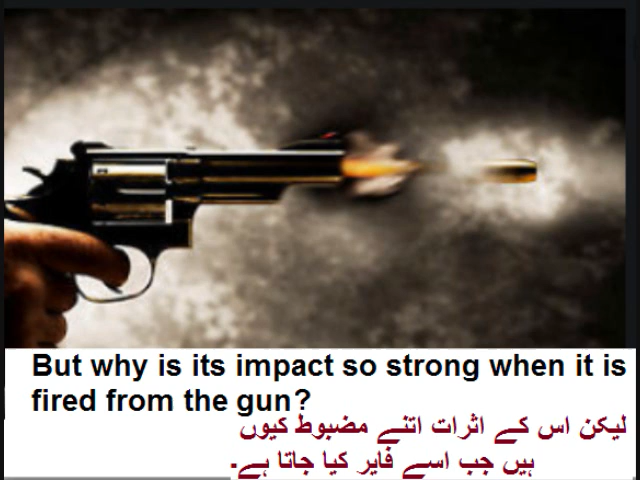 But why is its impact so strong when it is
fired from the gun?
لیکن اس کے اثرات اتنے مضبوط کیوں
ہیں جب اسے فایر کیا جاتا ہے۔